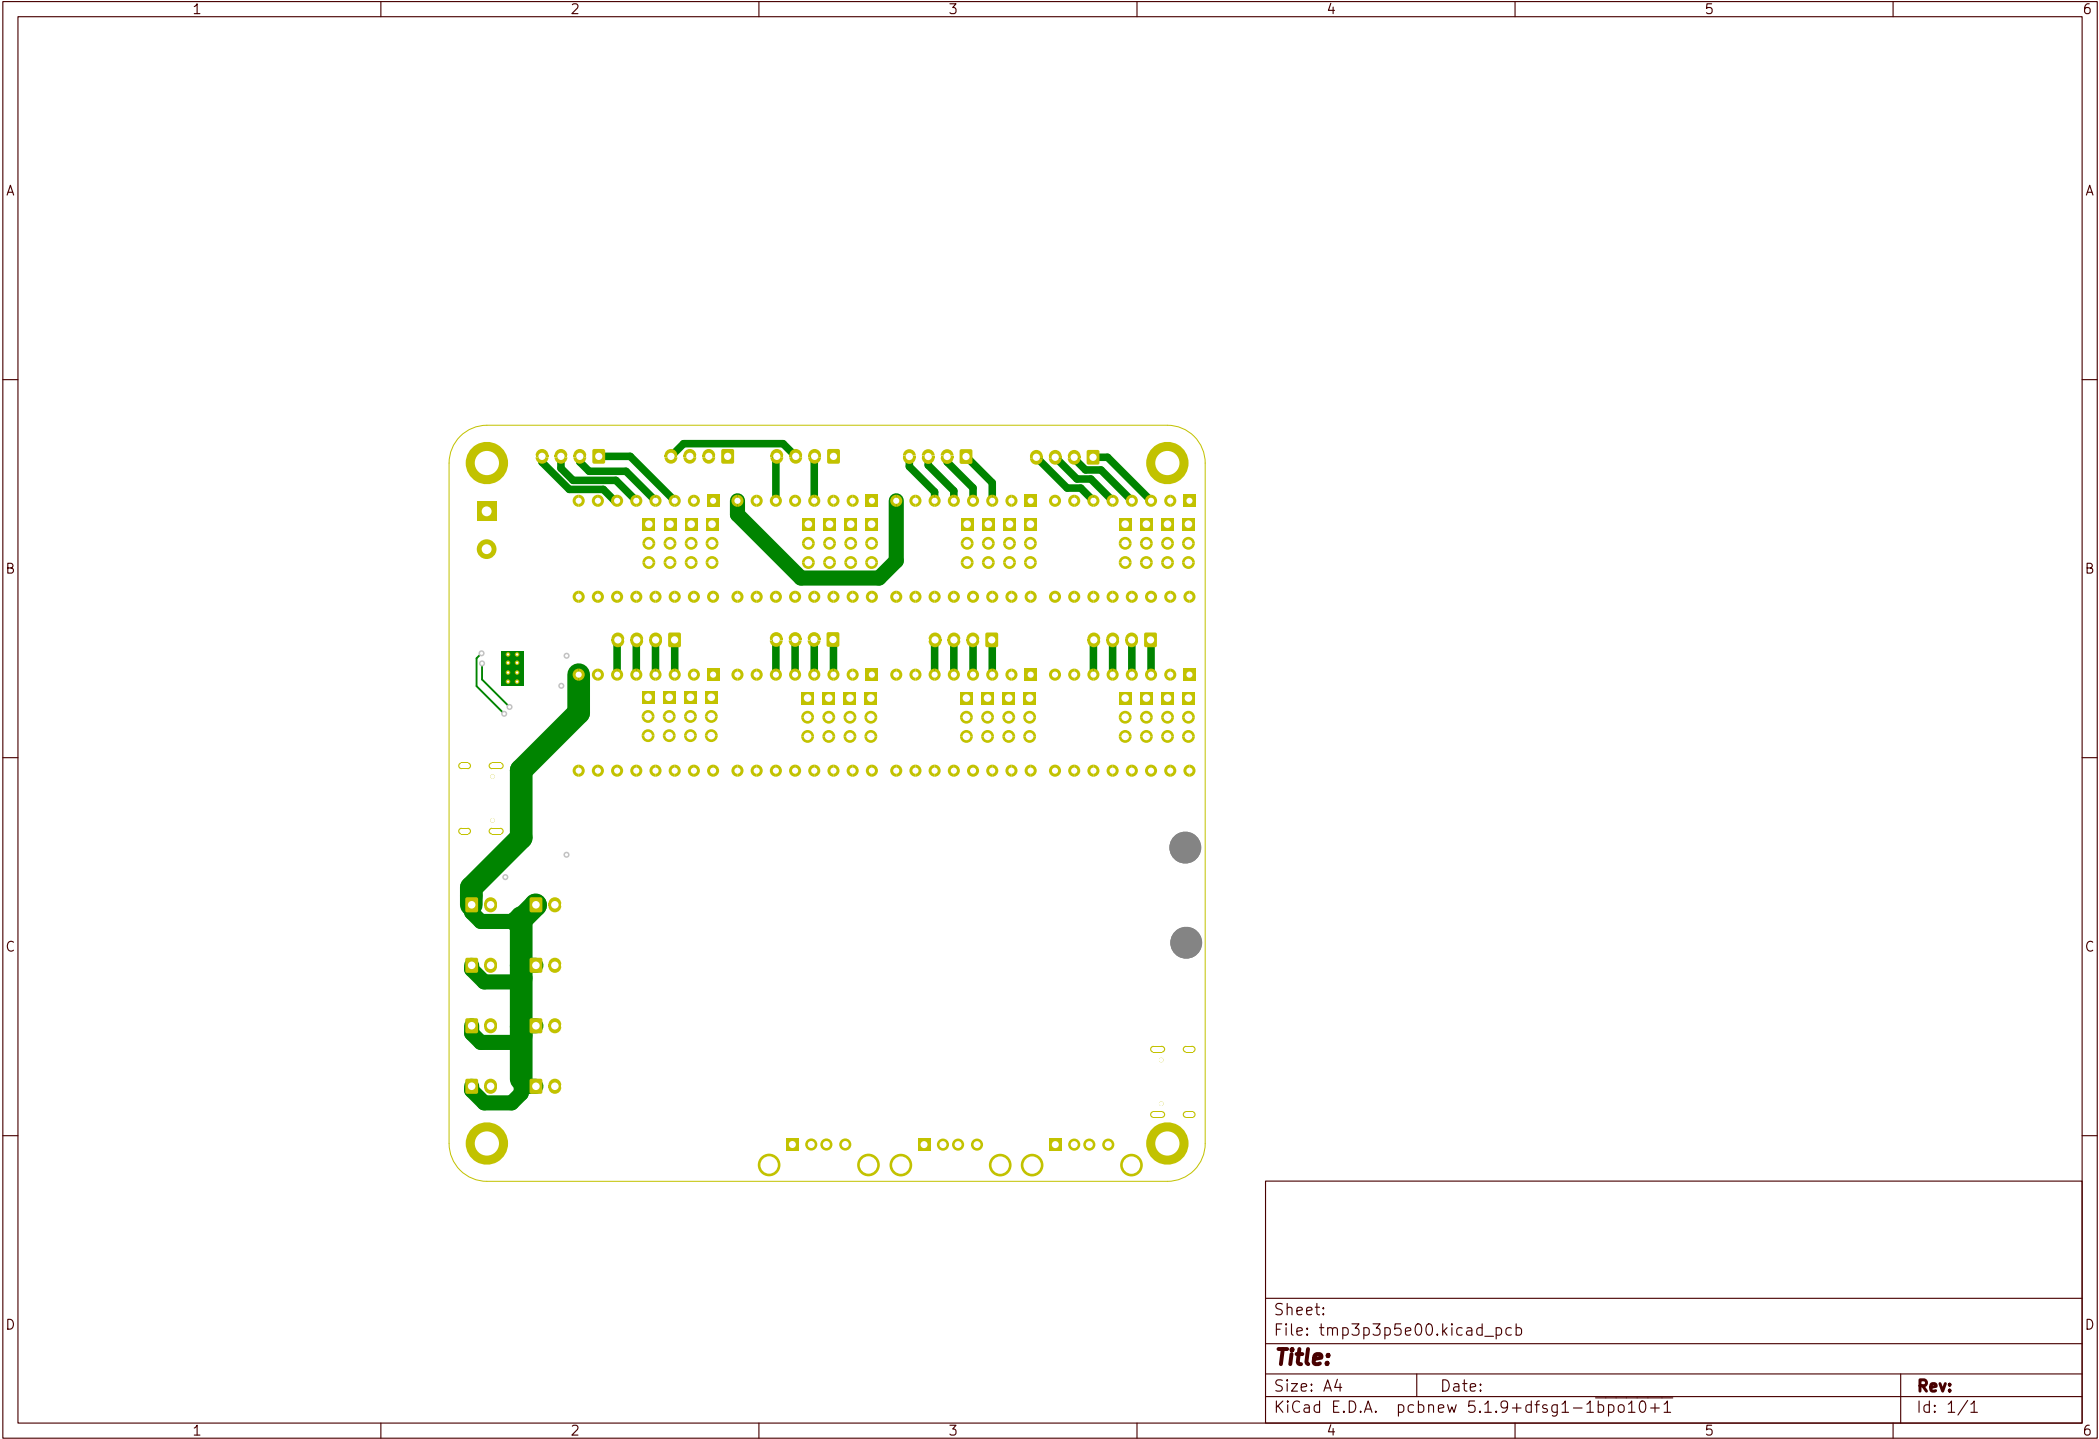 1 2 3 4 5 6
A A
B B
C C
D D
Sheet:
File: tmp3p3p5e00.kicad_pcb
Title:
Size: A4 Date: Rev:
KiCad E.D.A. pcbnew 5.1.9+dfsg1-1bpo10+1 Id: 1/1
1 2 3 4 5 6